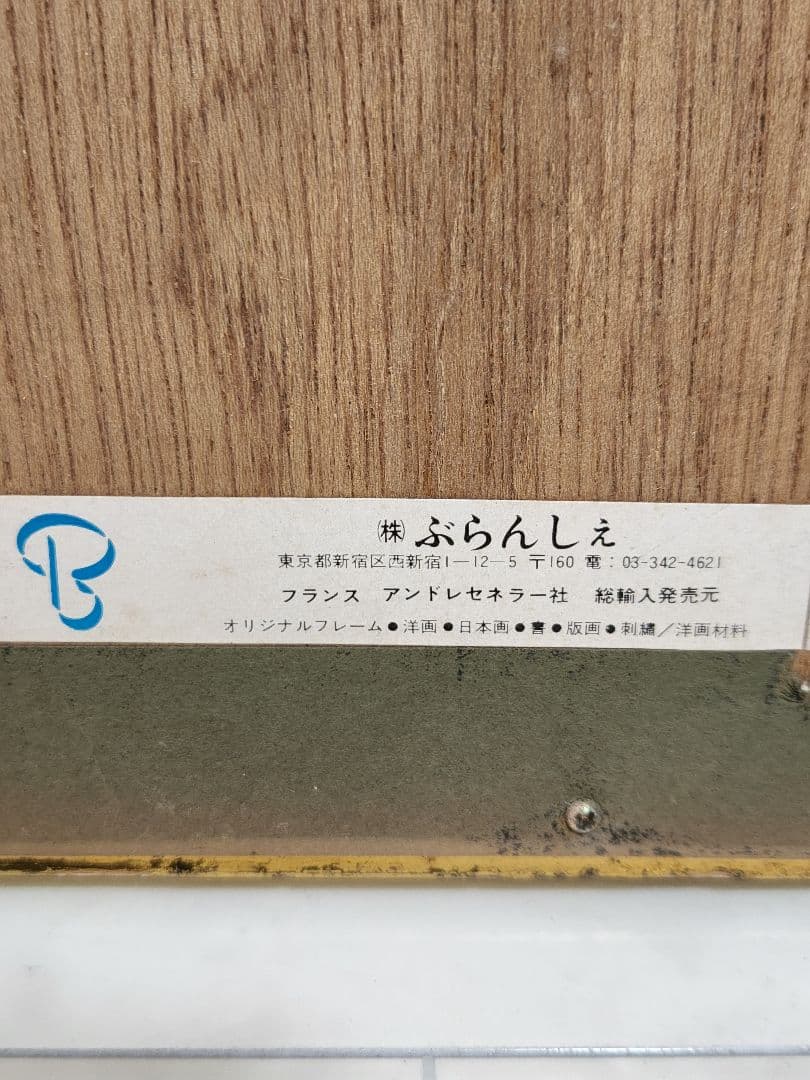 ㈱ ぶらんしぇ
東京都新宿区西新宿1－12－5 〒160 電：03-342-4621
フランス アンドレセネラー社 総輸入発売元
オリジナルフレーム●洋画●日本画●書●版画●刺繡／洋画材料